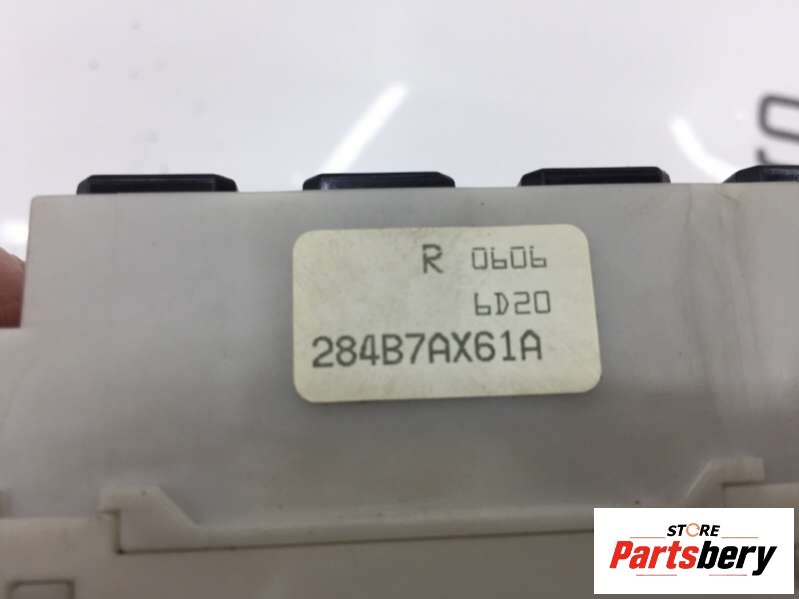 R 0606
6D20
284B7AX61A
STORE
Partsbery